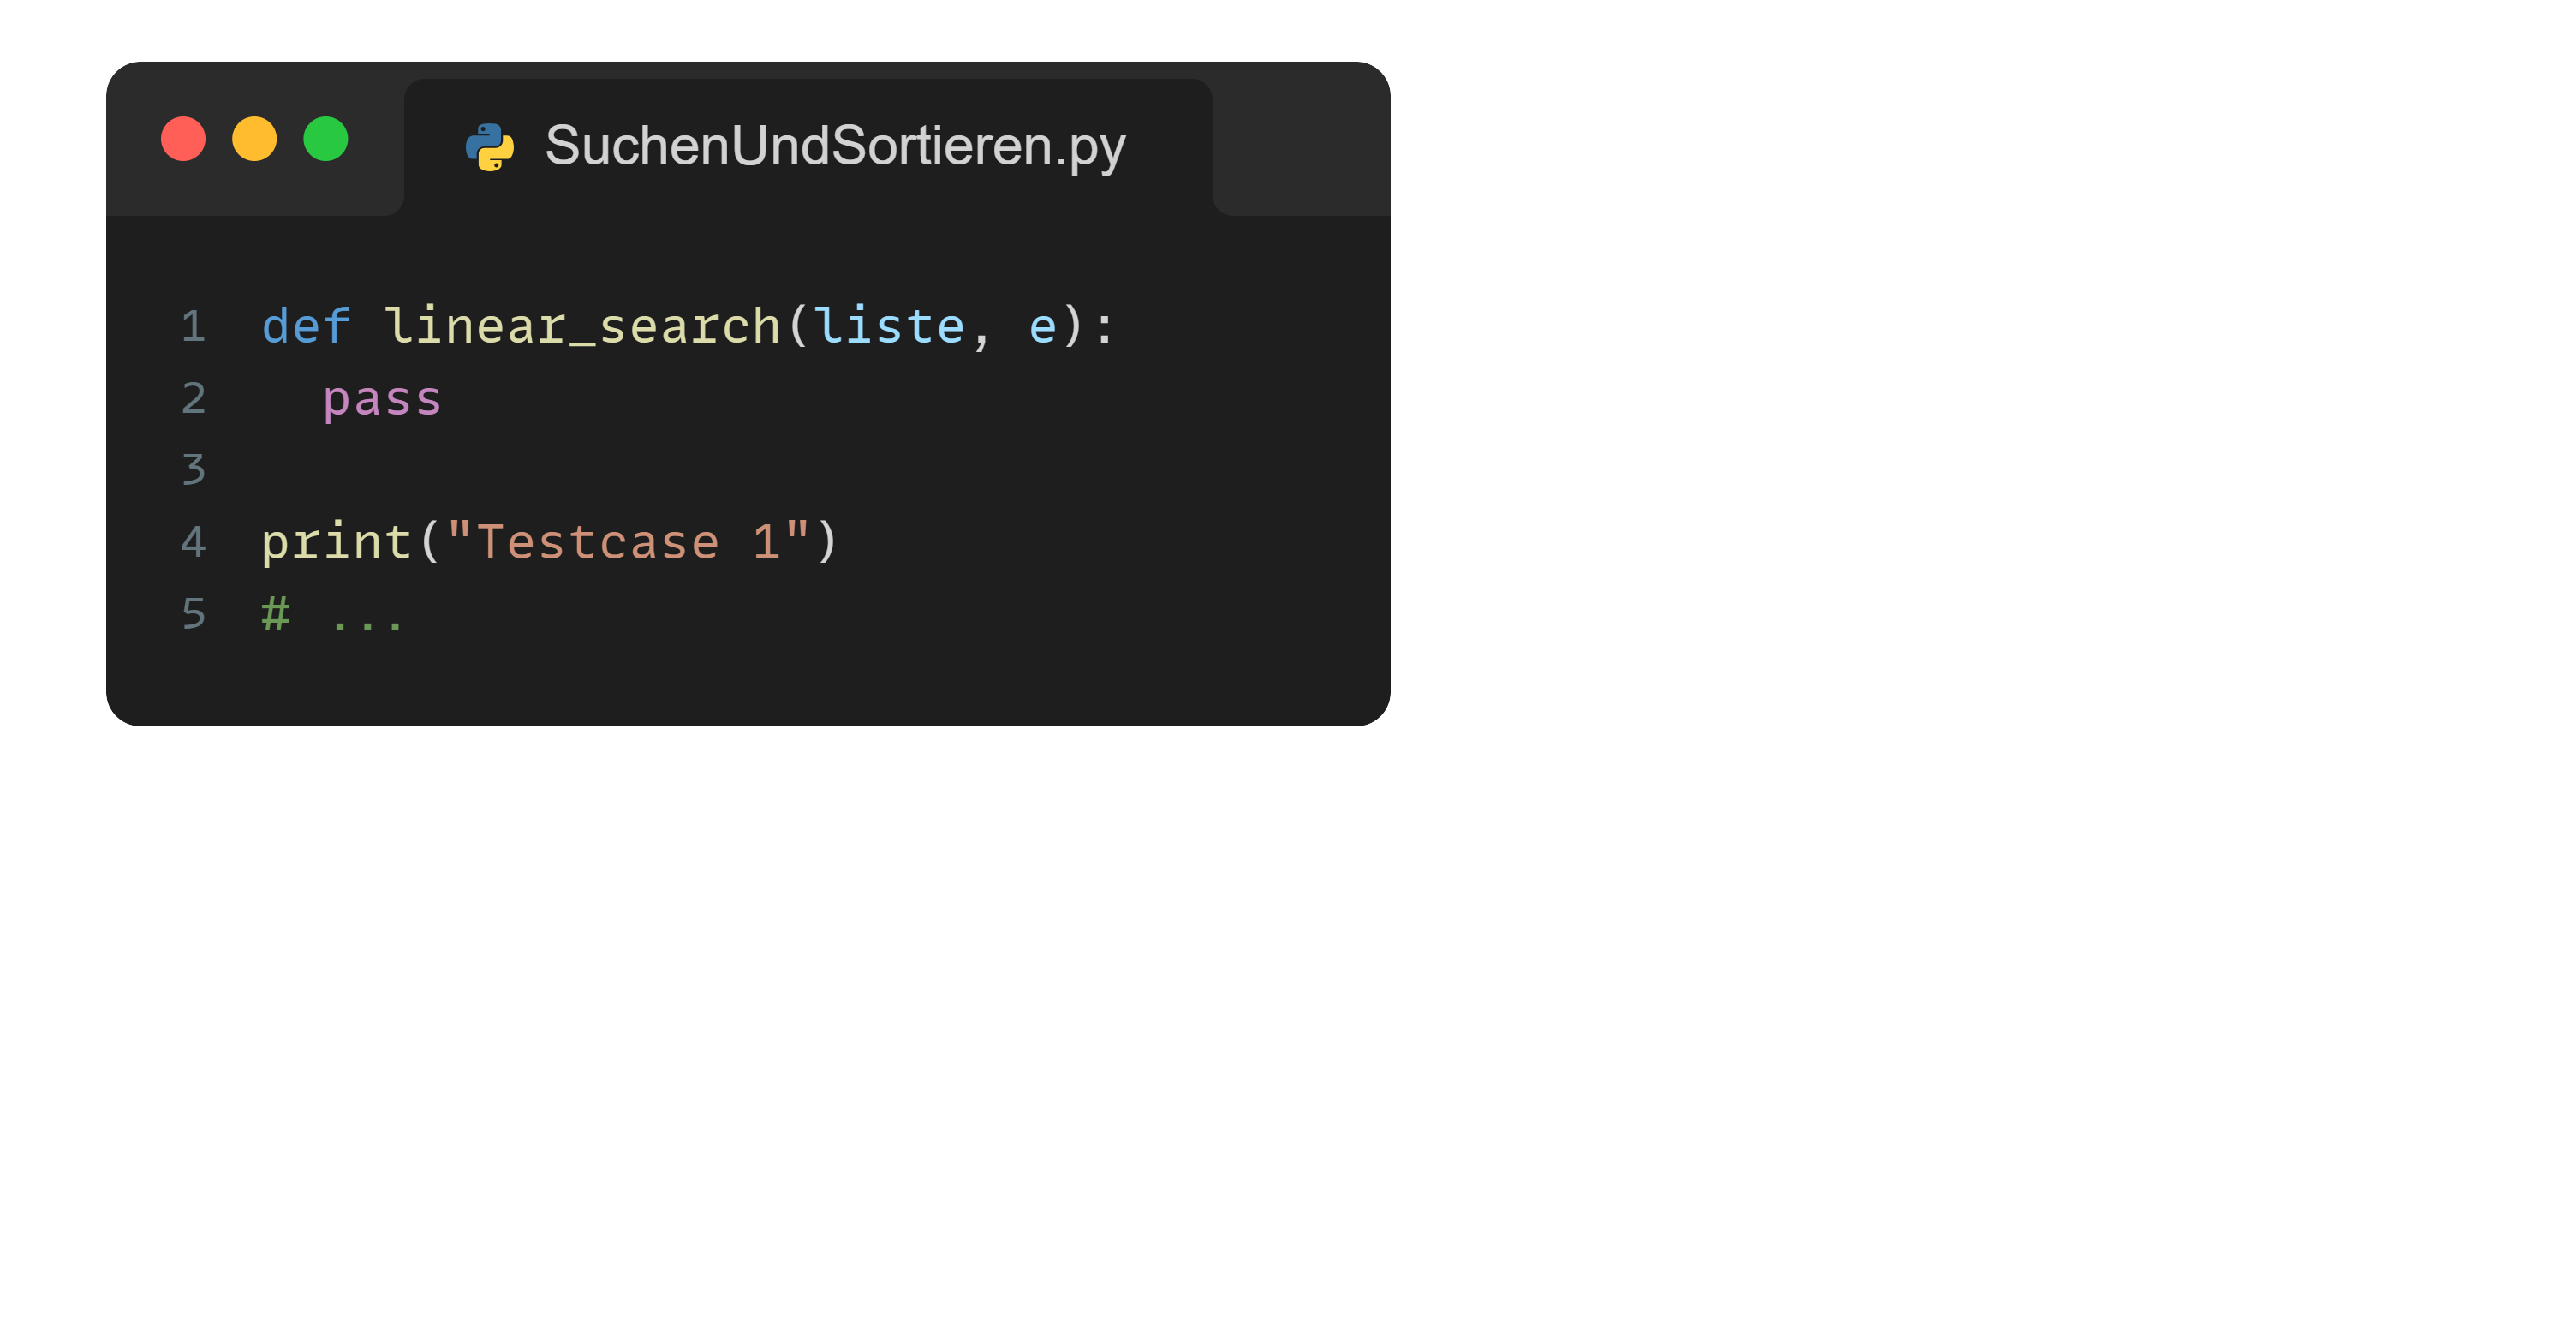 SuchenUndSortieren.py
1 def linear_search(liste, e):
2   pass
3
4 print("Testcase 1")
5 # ...